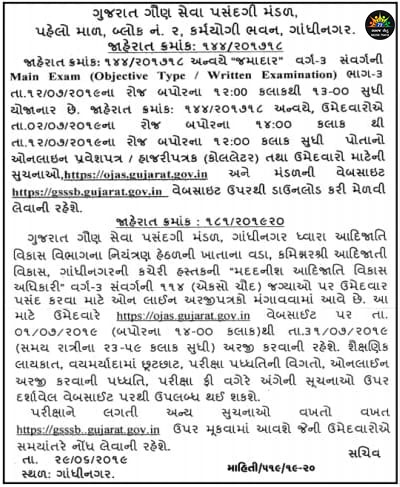 ગુજરાત ગૌણ સેવા પસંદગી મંડળ,
પહેલો માળ, બ્લોક નં. ૨, કર્મયોગી ભવન, ગાંધીનગર.
જાહેરાત ક્રમાંક: ૧૪૪/૨૦૧૭૧૮
જાહેરાત ક્રમાંક: ૧૪૪/૨૦૧૭૧૮ અન્વયે "જમાદાર" વર્ગ-૩ સંવર્ગની
Main Exam (Objective Type / Written Examination) ભાગ-૩
તા.૧૨/૦૭/૨૦૧૯ના રોજ બપોરના ૧૨:૦૦ કલાકથી ૧૩-૦૦ સુધી
યોજાનાર છે. જાહેરાત ક્રમાંક: ૧૪૪/૨૦૧૭૧૮ અન્વયે, ઉમેદવારોએ
તા.૦૨/૦૭/૨૦૧૯ના રોજ બપોરના ૧૪:૦૦ કલાક થી
તા.૧૨/૦૭/૨૦૧૯ના રોજ બપોરના ૧૨:૦૦ કલાક સુધી પોતાનો
ઓનલાઇન પ્રવેશપત્ર / હાજરીપત્રક (કોલલેટર) તથા ઉમેદવારો માટેની
સુચનાઓ,https://ojas.gujarat.gov.in અને મંડળની વેબસાઇટ
https://gsssb.gujarat.gov.in વેબસાઇટ ઉપરથી ડાઉનલોડ કરી મેળવી
લેવાની રહેશે.
જાહેરાત ક્રમાંક : ૧૮૧/૨૦૧૯૨૦
ગુજરાત ગૌણ સેવા પસંદગી મંડળ, ગાંધીનગર ધ્વારા આદિજાતિ
વિકાસ વિભાગના નિયંત્રણ હેઠળની ખાતાના વડા, કમિશ્નરશ્રી આદિજાતી
વિકાસ, ગાંધીનગરની કચેરી હસ્તકની "મદદનીશ આદિજાતિ વિકાસ
અધિકારી" વર્ગ-૩ સંવર્ગની ૧૧૪ (એકસો ચૌદ) જગ્યાઓ પર ઉમેદવાર
પસંદ કરવા માટે ઓન લાઈન અરજીપત્રકો મંગાવવામાં આવે છે. આ
માટે ઉમેદવારે https://ojas.gujarat.gov.in વેબસાઈટ પર તા.
૦૧/૦૭/૨૦૧૯ (બપોરના ૧૪-૦૦ કલાક)થી તા.૩૧/૦૭/૨૦૧૯
(સમય રાત્રીના ૨૩-૫૯ કલાક સુધી) અરજી કરવાની રહેશે. શૈક્ષણિક
લાયકાત, વયમર્યાદામાં છૂટછાટ, પરીક્ષા પધ્ધતિની વિગતો, ઓનલાઈન
અરજી કરવાની પધ્ધતિ, પરીક્ષા ફી વગેરે અંગેની સૂચનાઓ ઉપર
દર્શાવેલ વેબસાઈટ પરથી ઉપલબ્ધ થઈ શકશે.
પરીક્ષાને લગતી અન્ય સુચનાઓ વખતો વખત
https://gsssb..gujarat.gov.in ઉપર મૂકવામાં આવશે જેની ઉમેદવારોએ
સમયાંતરે નોંધ લેવાની રહેશે.
તા. ૨૯/૦૬/૨૦૧૯
સચિવ
સ્થળ: ગાંધીનગર.
માહિતી/૫૧૯/૧૯-૨૦